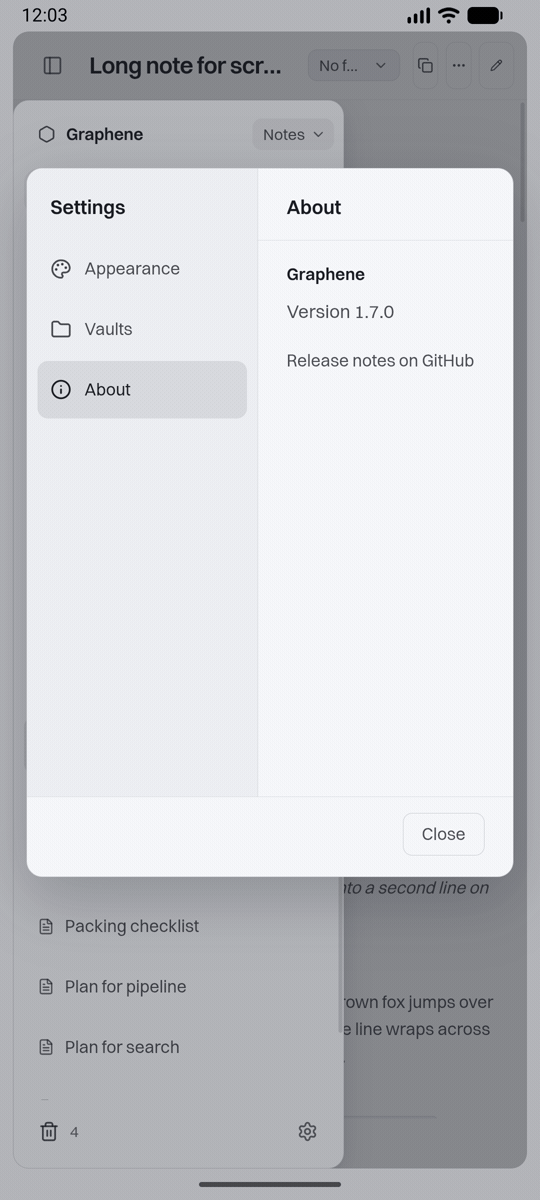 12:03
Long note for scr...
No f...
Graphene
Notes
Settings
Appearance
Vaults
About
About
Graphene
Version 1.7.0
Release notes on GitHub
Close
nto a second line on
Packing checklist
Plan for pipeline
Plan for search
rown fox jumps over
e line wraps across
.
4